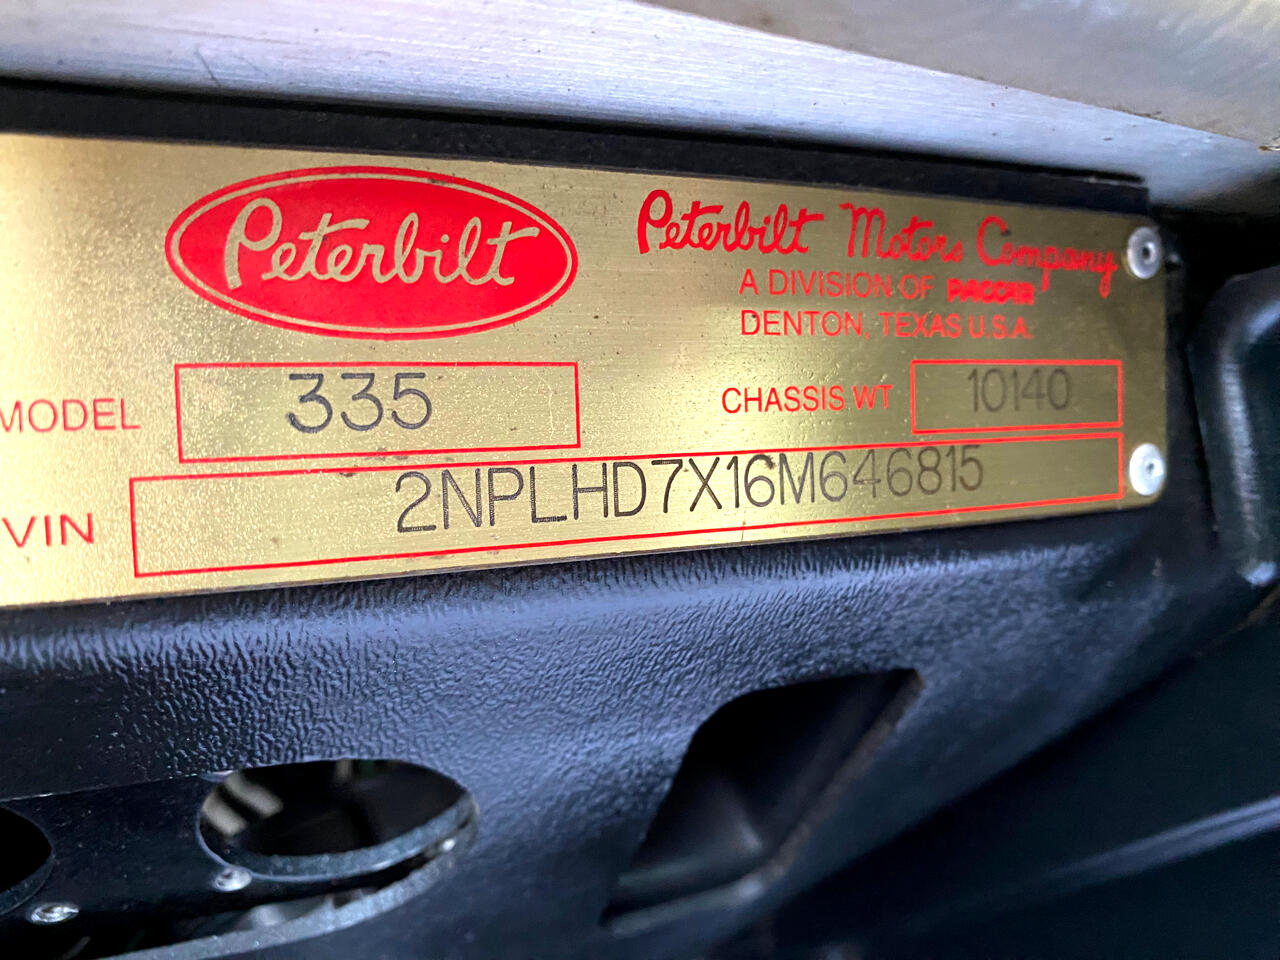 Peterbilt
Peterbilt Motors Company
A DIVISION OF PACCAR
DENTON, TEXAS U.S.A.
MODEL 335
CHASSIS WT 10140
VIN 2NPLHD7X16M646815